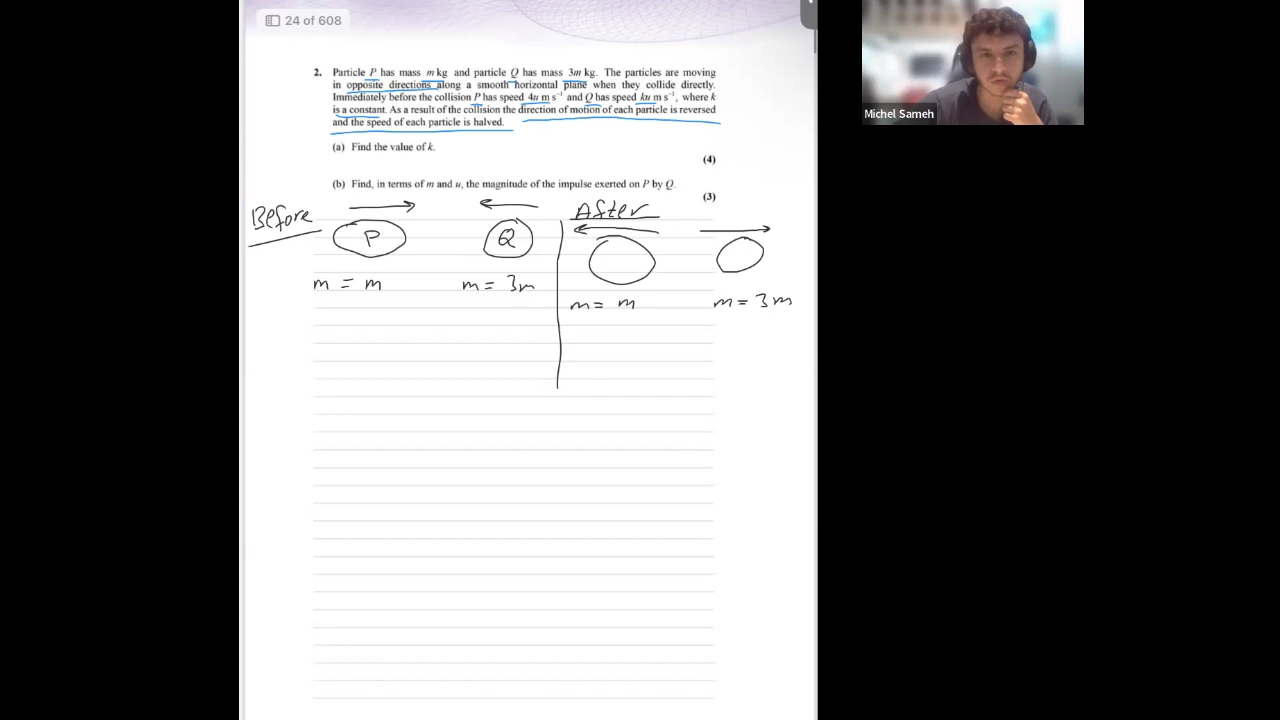 24 of 608
2. Particle P has mass m kg and particle Q has mass 3m kg. The particles are moving
in opposite directions along a smooth horizontal plane when they collide directly.
Immediately before the collision P has speed 4u m s⁻¹ and Q has speed ku m s⁻¹, where k
is a constant. As a result of the collision the direction of motion of each particle is reversed
and the speed of each particle is halved.
(a) Find the value of k.
(4)
(b) Find, in terms of m and u, the magnitude of the impulse exerted on P by Q.
(3)
Before
After
P
Q
m = m
m = 3m
m = m
m = 3m
Michel Sameh